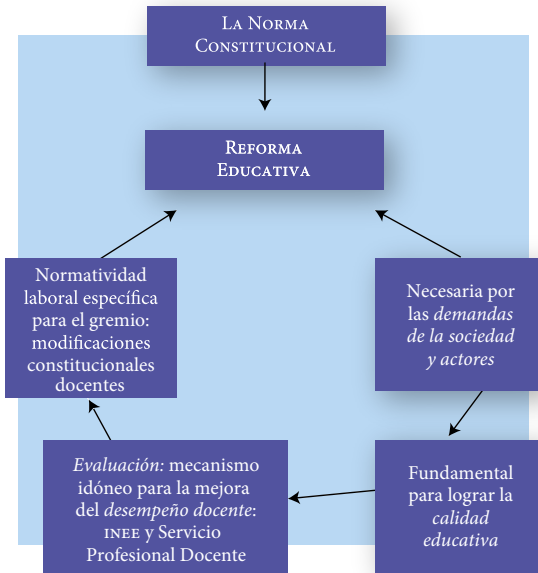 La Norma
Constitucional
Reforma
Educativa
Normatividad
laboral específica
para el gremio:
modificaciones
constitucionales
docentes
Necesaria por
las demandas
de la sociedad
y actores
Evaluación: mecanismo
idóneo para la mejora
del desempeño docente:
INEE y Servicio
Profesional Docente
Fundamental
para lograr la
calidad
educativa